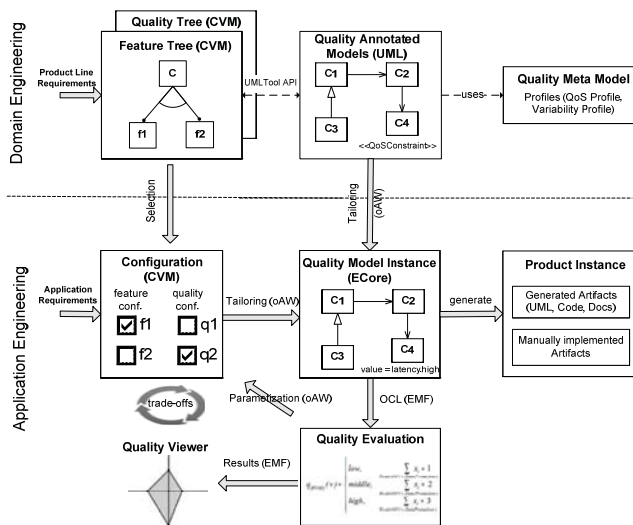 Domain Engineering
Quality Tree (CVM)
Feature Tree (CVM)
C
f1
f2
Product Line
Requirements
UMLTool API
Quality Annotated
Models (UML)
C1
C2
C3
C4
<<QoSConstraint>>
uses
Quality Meta Model
Profiles (QoS Profile,
Variability Profile)
Selection
Tailoring
(oAW)
Application Engineering
Application
Requirements
Configuration
(CVM)
feature
conf.
quality
conf.
f1
q1
f2
q2
Tailoring (oAW)
Quality Model Instance
(ECore)
C1
C2
C3
C4
value = latency.high
generate
Product Instance
Generated Artifacts
(UML, Code, Docs)
Manually implemented
Artifacts
trade-offs
Parametization (oAW)
OCL (EMF)
Quality Viewer
Results (EMF)
Quality Evaluation
low,
middle,
high,